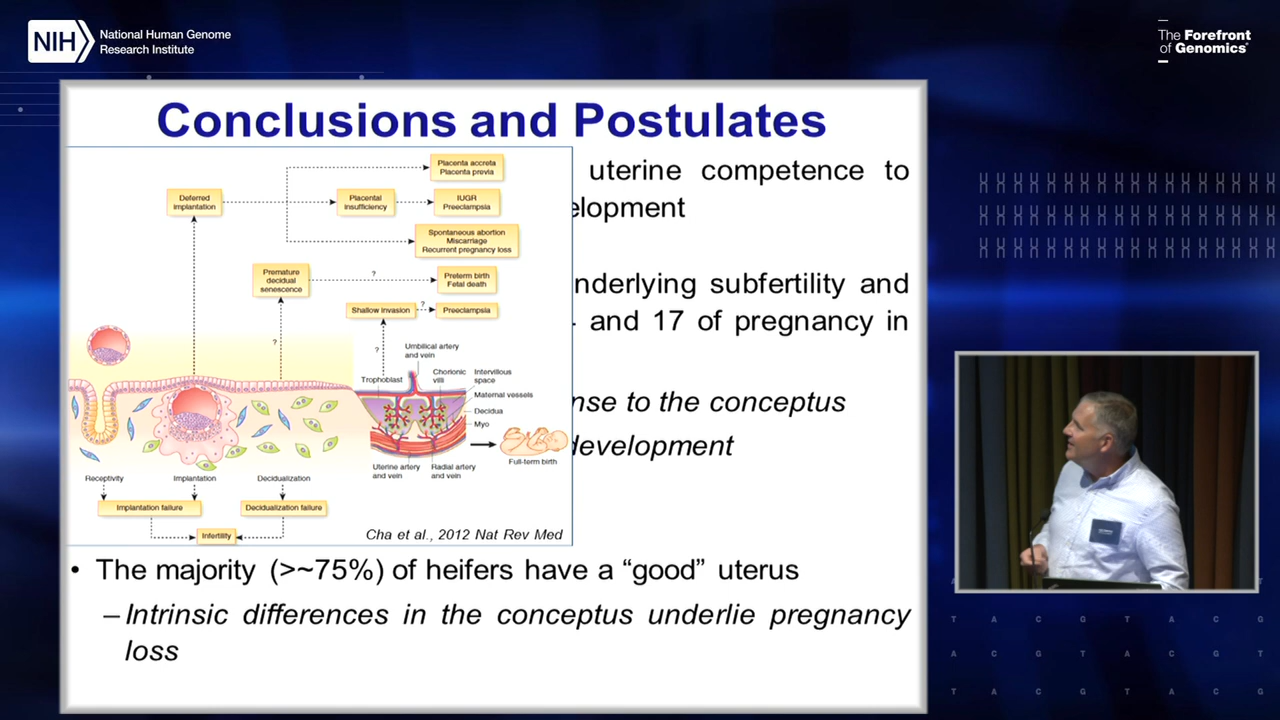 NIH
National Human Genome
Research Institute
The Forefront
of Genomics®
Conclusions and Postulates
uterine competence to
elopment
nderlying subfertility and
and 17 of pregnancy in
nse to the conceptus
development
Placenta accreta
Placenta previa
Deferred
implantation
Placental
insufficiency
IUGR
Preeclampsia
Spontaneous abortion
Miscarriage
Recurrent pregnancy loss
Premature
decidual
senescence
?
Preterm birth
Fetal death
Shallow invasion
?
Preeclampsia
?
?
Umbilical artery
and vein
Trophoblast
Chorionic
villi
Intervillous
space
Maternal vessels
Decidua
Myo
Uterine artery
and vein
Radial artery
and vein
Full-term birth
Receptivity
Implantation
Decidualization
Implantation failure
Decidualization failure
Infertility
Cha et al., 2012 Nat Rev Med
• The majority (>~75%) of heifers have a “good” uterus
– Intrinsic differences in the conceptus underlie pregnancy
loss
T A C G T A C G
A C G T A C G T
T A C G T A C G